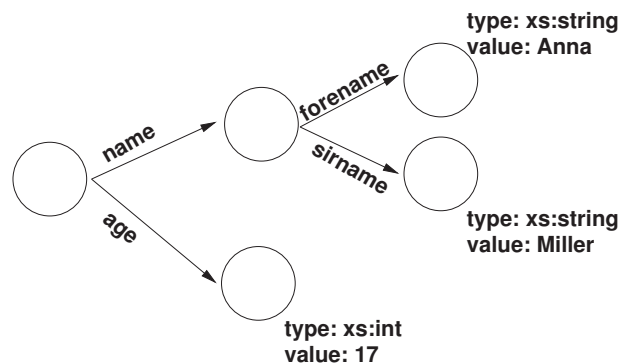 type: xs:string
value: Anna
forename
name
sirname
age
type: xs:string
value: Miller
type: xs:int
value: 17